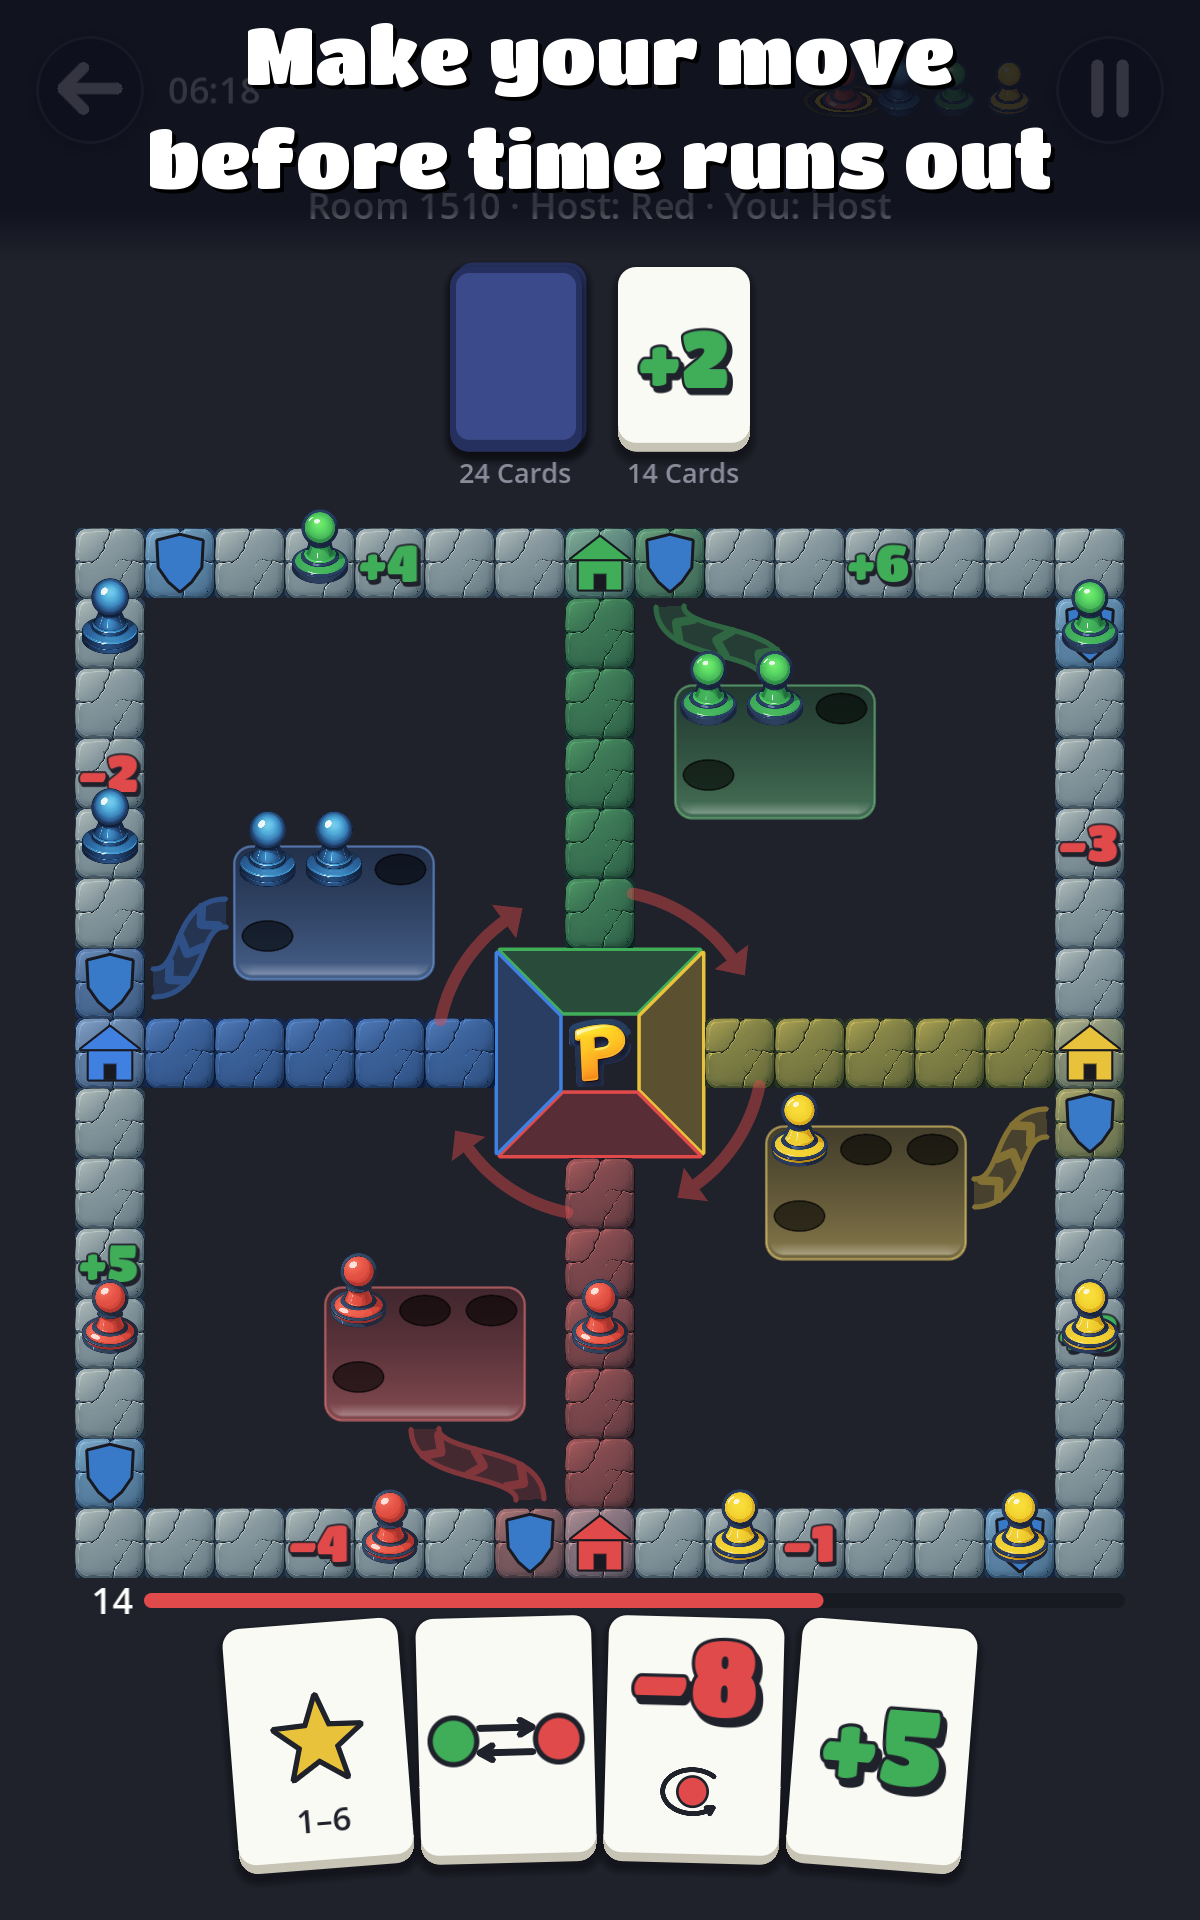 Make your move
06:18
before time runs out
Room 1510 · Host: Red · You: Host
+2
24 Cards
14 Cards
+4
+6
-2
-3
P
+5
-4
-1
14
-8
+5
1–6